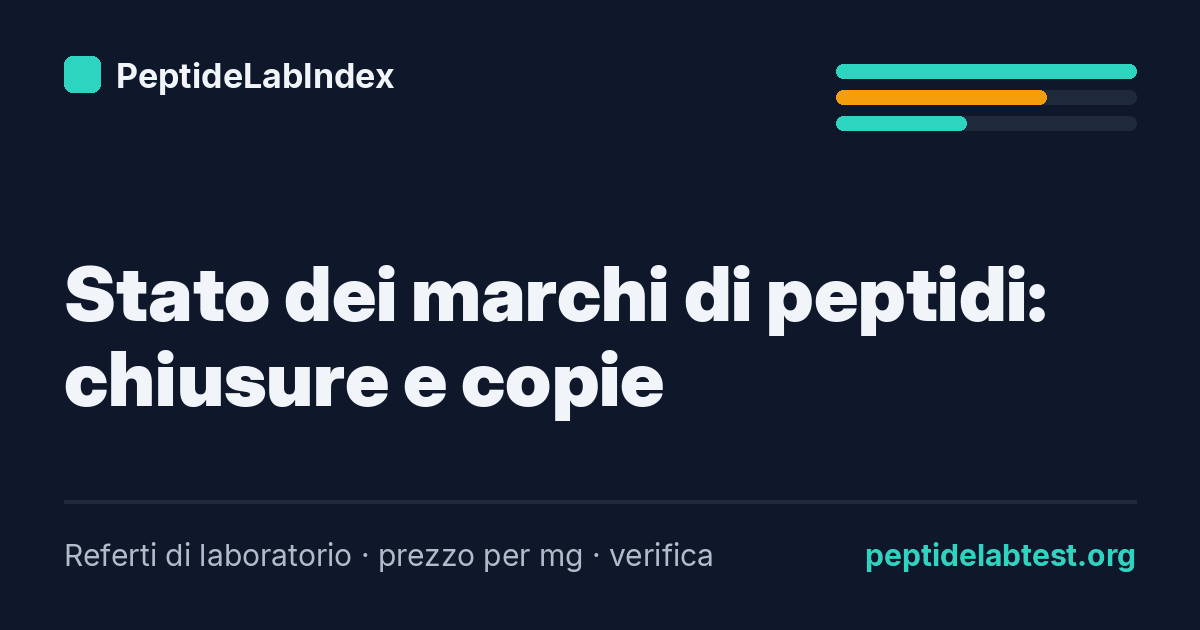 PeptideLabIndex
Stato dei marchi di peptidi:
chiusure e copie
Referti di laboratorio · prezzo per mg · verifica
peptidelabtest.org